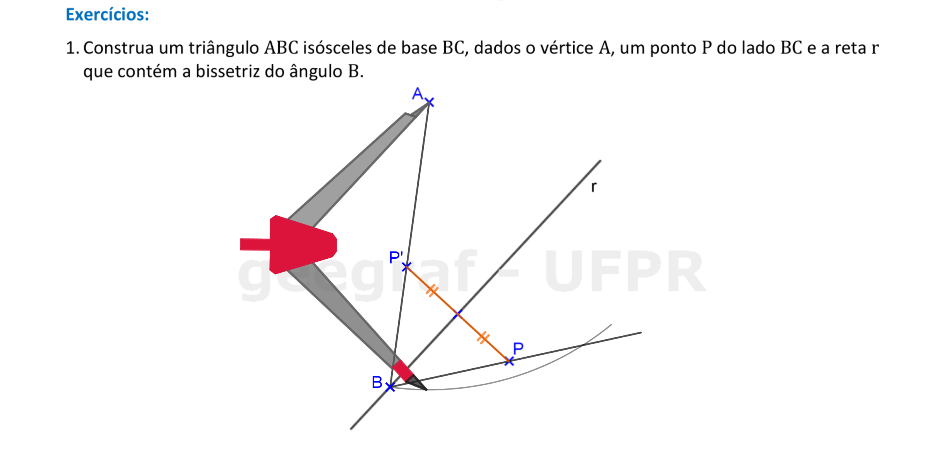 Exercícios:
1. Construa um triângulo ABC isósceles de base BC, dados o vértice A, um ponto P do lado BC e a reta r
que contém a bissetriz do ângulo B.
A
r
P'
geegraf - UFPR
P
B